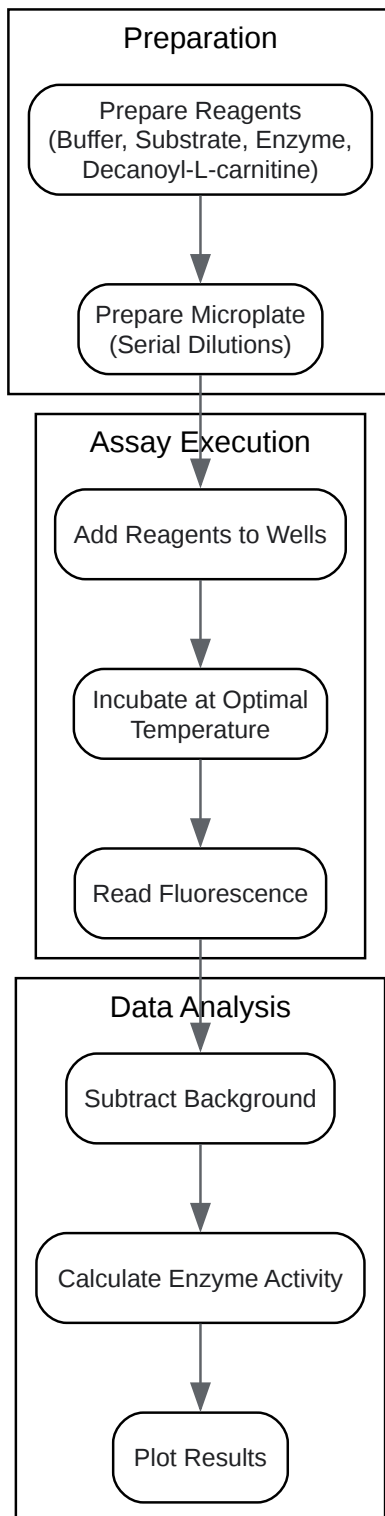 Preparation
Prepare Reagents
(Buffer, Substrate, Enzyme,
Decanoyl-L-carnitine)
Prepare Microplate
(Serial Dilutions)
Assay Execution
Add Reagents to Wells
Incubate at Optimal
Temperature
Read Fluorescence
Data Analysis
Subtract Background
Calculate Enzyme Activity
Plot Results